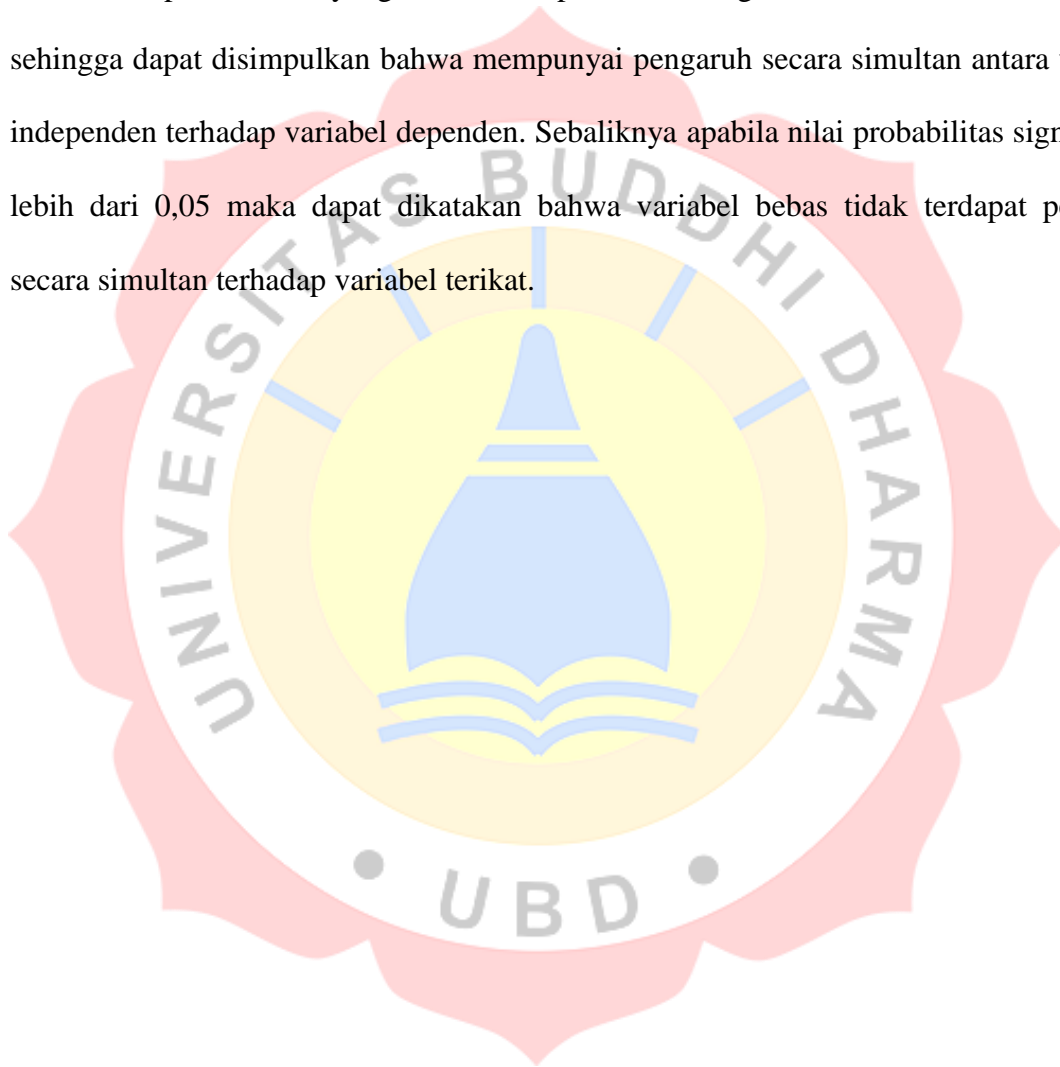 sehingga dapat disimpulkan bahwa mempunyai pengaruh secara simultan antara
independen terhadap variabel dependen. Sebaliknya apabila nilai probabilitas sign
lebih dari 0,05 maka dapat dikatakan bahwa variabel bebas tidak terdapat
secara simultan terhadap variabel terikat.
UNIVERSITAS BUDDHI DHARMA
• UBD •